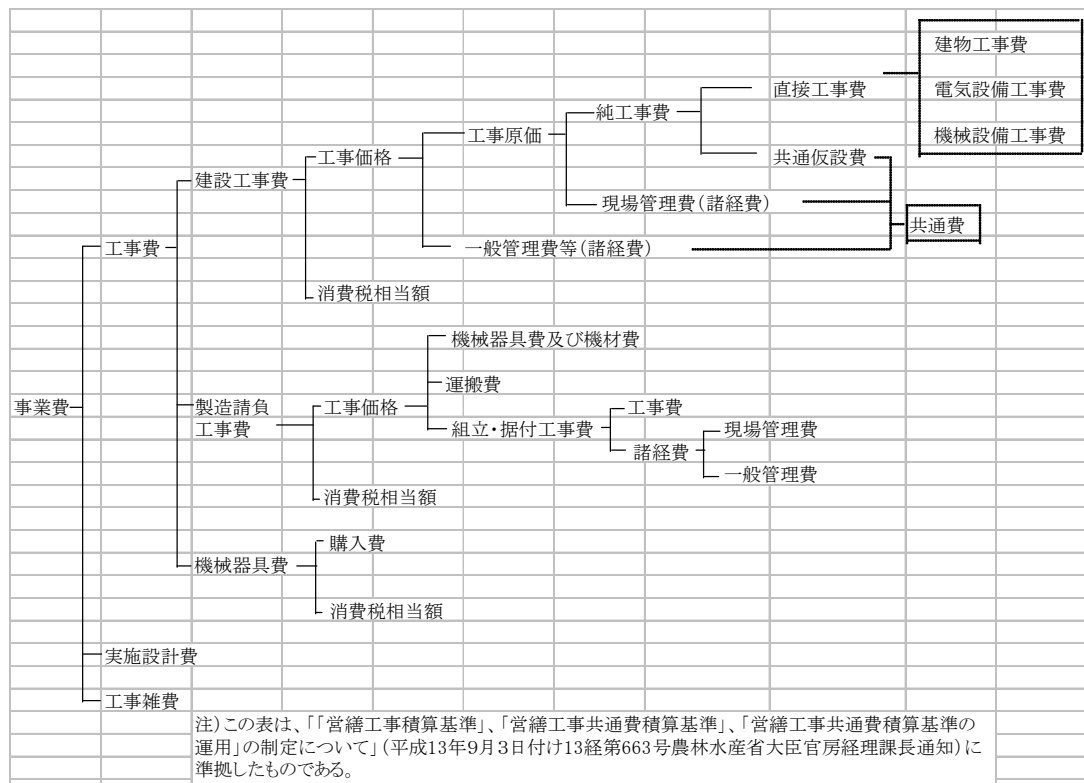 建物工事費
直接工事費
電気設備工事費
純工事費
工事原価
機械設備工事費
工事価格
共通仮設費
建設工事費
現場管理費(諸経費)
共通費
工事費
一般管理費等(諸経費)
消費税相当額
機械器具費及び機材費
運搬費
事業費
製造請負
工事費
工事価格
工事費
組立・据付工事費
現場管理費
諸経費
一般管理費
消費税相当額
購入費
機械器具費
消費税相当額
実施設計費
工事雑費
注)この表は、「「営繕工事積算基準」、「営繕工事共通費積算基準」、「営繕工事共通費積算基準の
運用」の制定について」(平成13年9月3日付け13経第663号農林水産省大臣官房経理課長通知)に
準拠したものである。